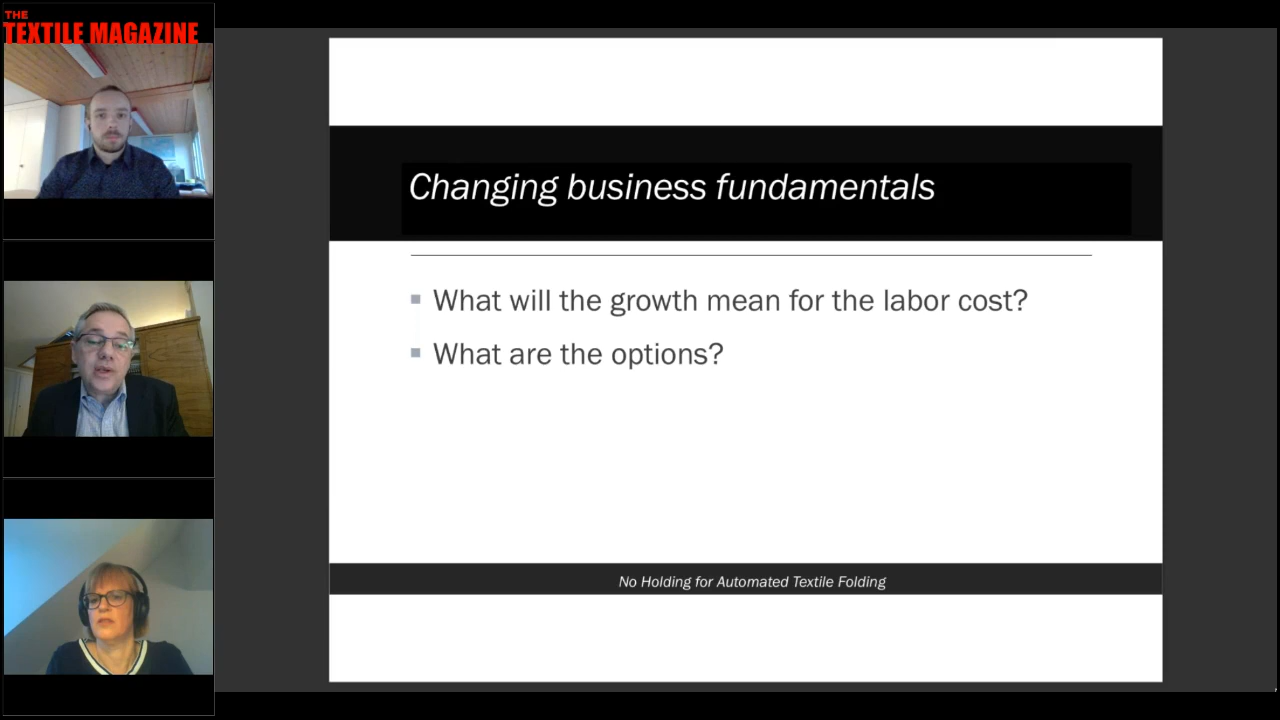 THE
TEXTILE MAGAZINE
Changing business fundamentals
What will the growth mean for the labor cost?
What are the options?
No Holding for Automated Textile Folding